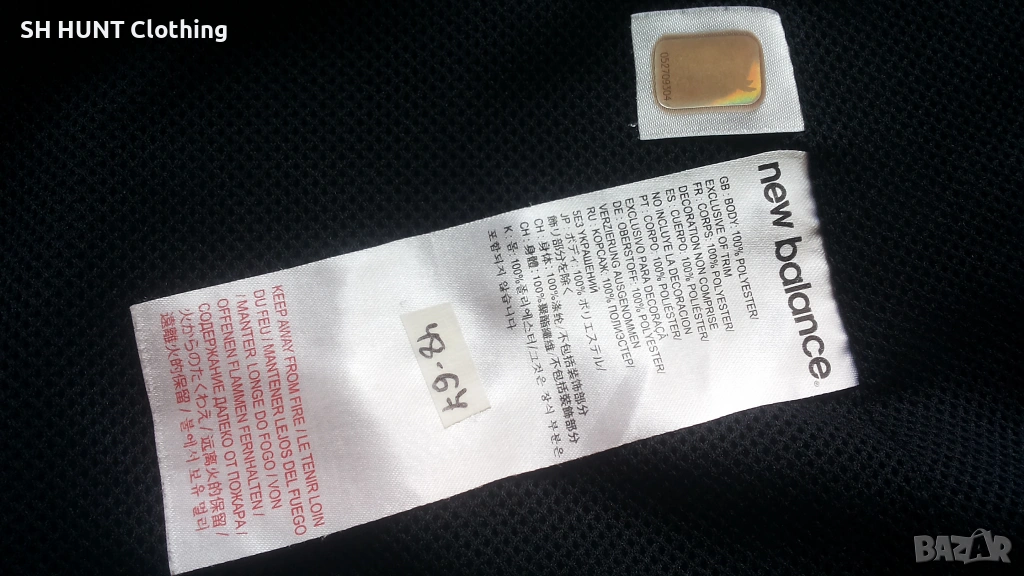 SH HUNT Clothing
052709304
new balance
GB : BODY: 100% POLYESTER/
EXCLUSIVE OF TRIM
FR : CORPS: 100% POLYESTER/
DECORATION NON COMPRISE
ES : CUERPO: 100% POLIESTER/
NO INCLUYE LA DECORACION
PT : CORPO: 100% POLIESTER/
EXCLUSIVO PARA DECORAÇÃ
DE : OBERSTOFF: 100% POLYESTER/
VERZIERUNG AUSGENOMMEN
RU : КОРСАЖ: 100% ПОЛИЭСТЕР/
БЕЗ УКРАШЕНИЙ
JP : ボディ: 100% ポリエステル/
飾り部分を除く
CH : 身体: 100%涤纶/不包括装饰部分
CH : 身體: 100%聚酯纖維/不包括裝飾部分
K : 몸: 100%폴리에스터/그것은 장식 부분은
포함되지 않습니다.
KEEP AWAY FROM FIRE / LE TENIR LOIN
DU FEU / MANTENER LEJOS DEL FUEGO
/ MANTER LONGE DO FOGO / VON
OFFENEN FLAMMEN FERNHALTEN /
СОДЕРЖАНИЕ ДАЛЕКО ОТ ПОЖАРА /
火からのたくわえ / 远离火的保留 /
遠離火的保留 / 불에서 보유 멀리
BAZAR